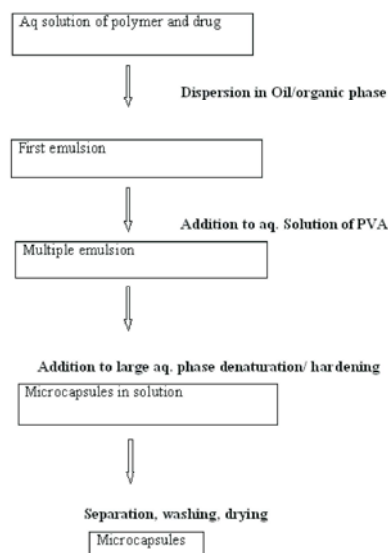 Aq solution of polymer and drug
Dispersion in Oil/organic phase
First emulsion
Addition to aq. Solution of PVA
Multiple emulsion
Addition to large aq. phase denaturation/ hardening
Microcapsules in solution
Separation, washing, drying
Microcapsules